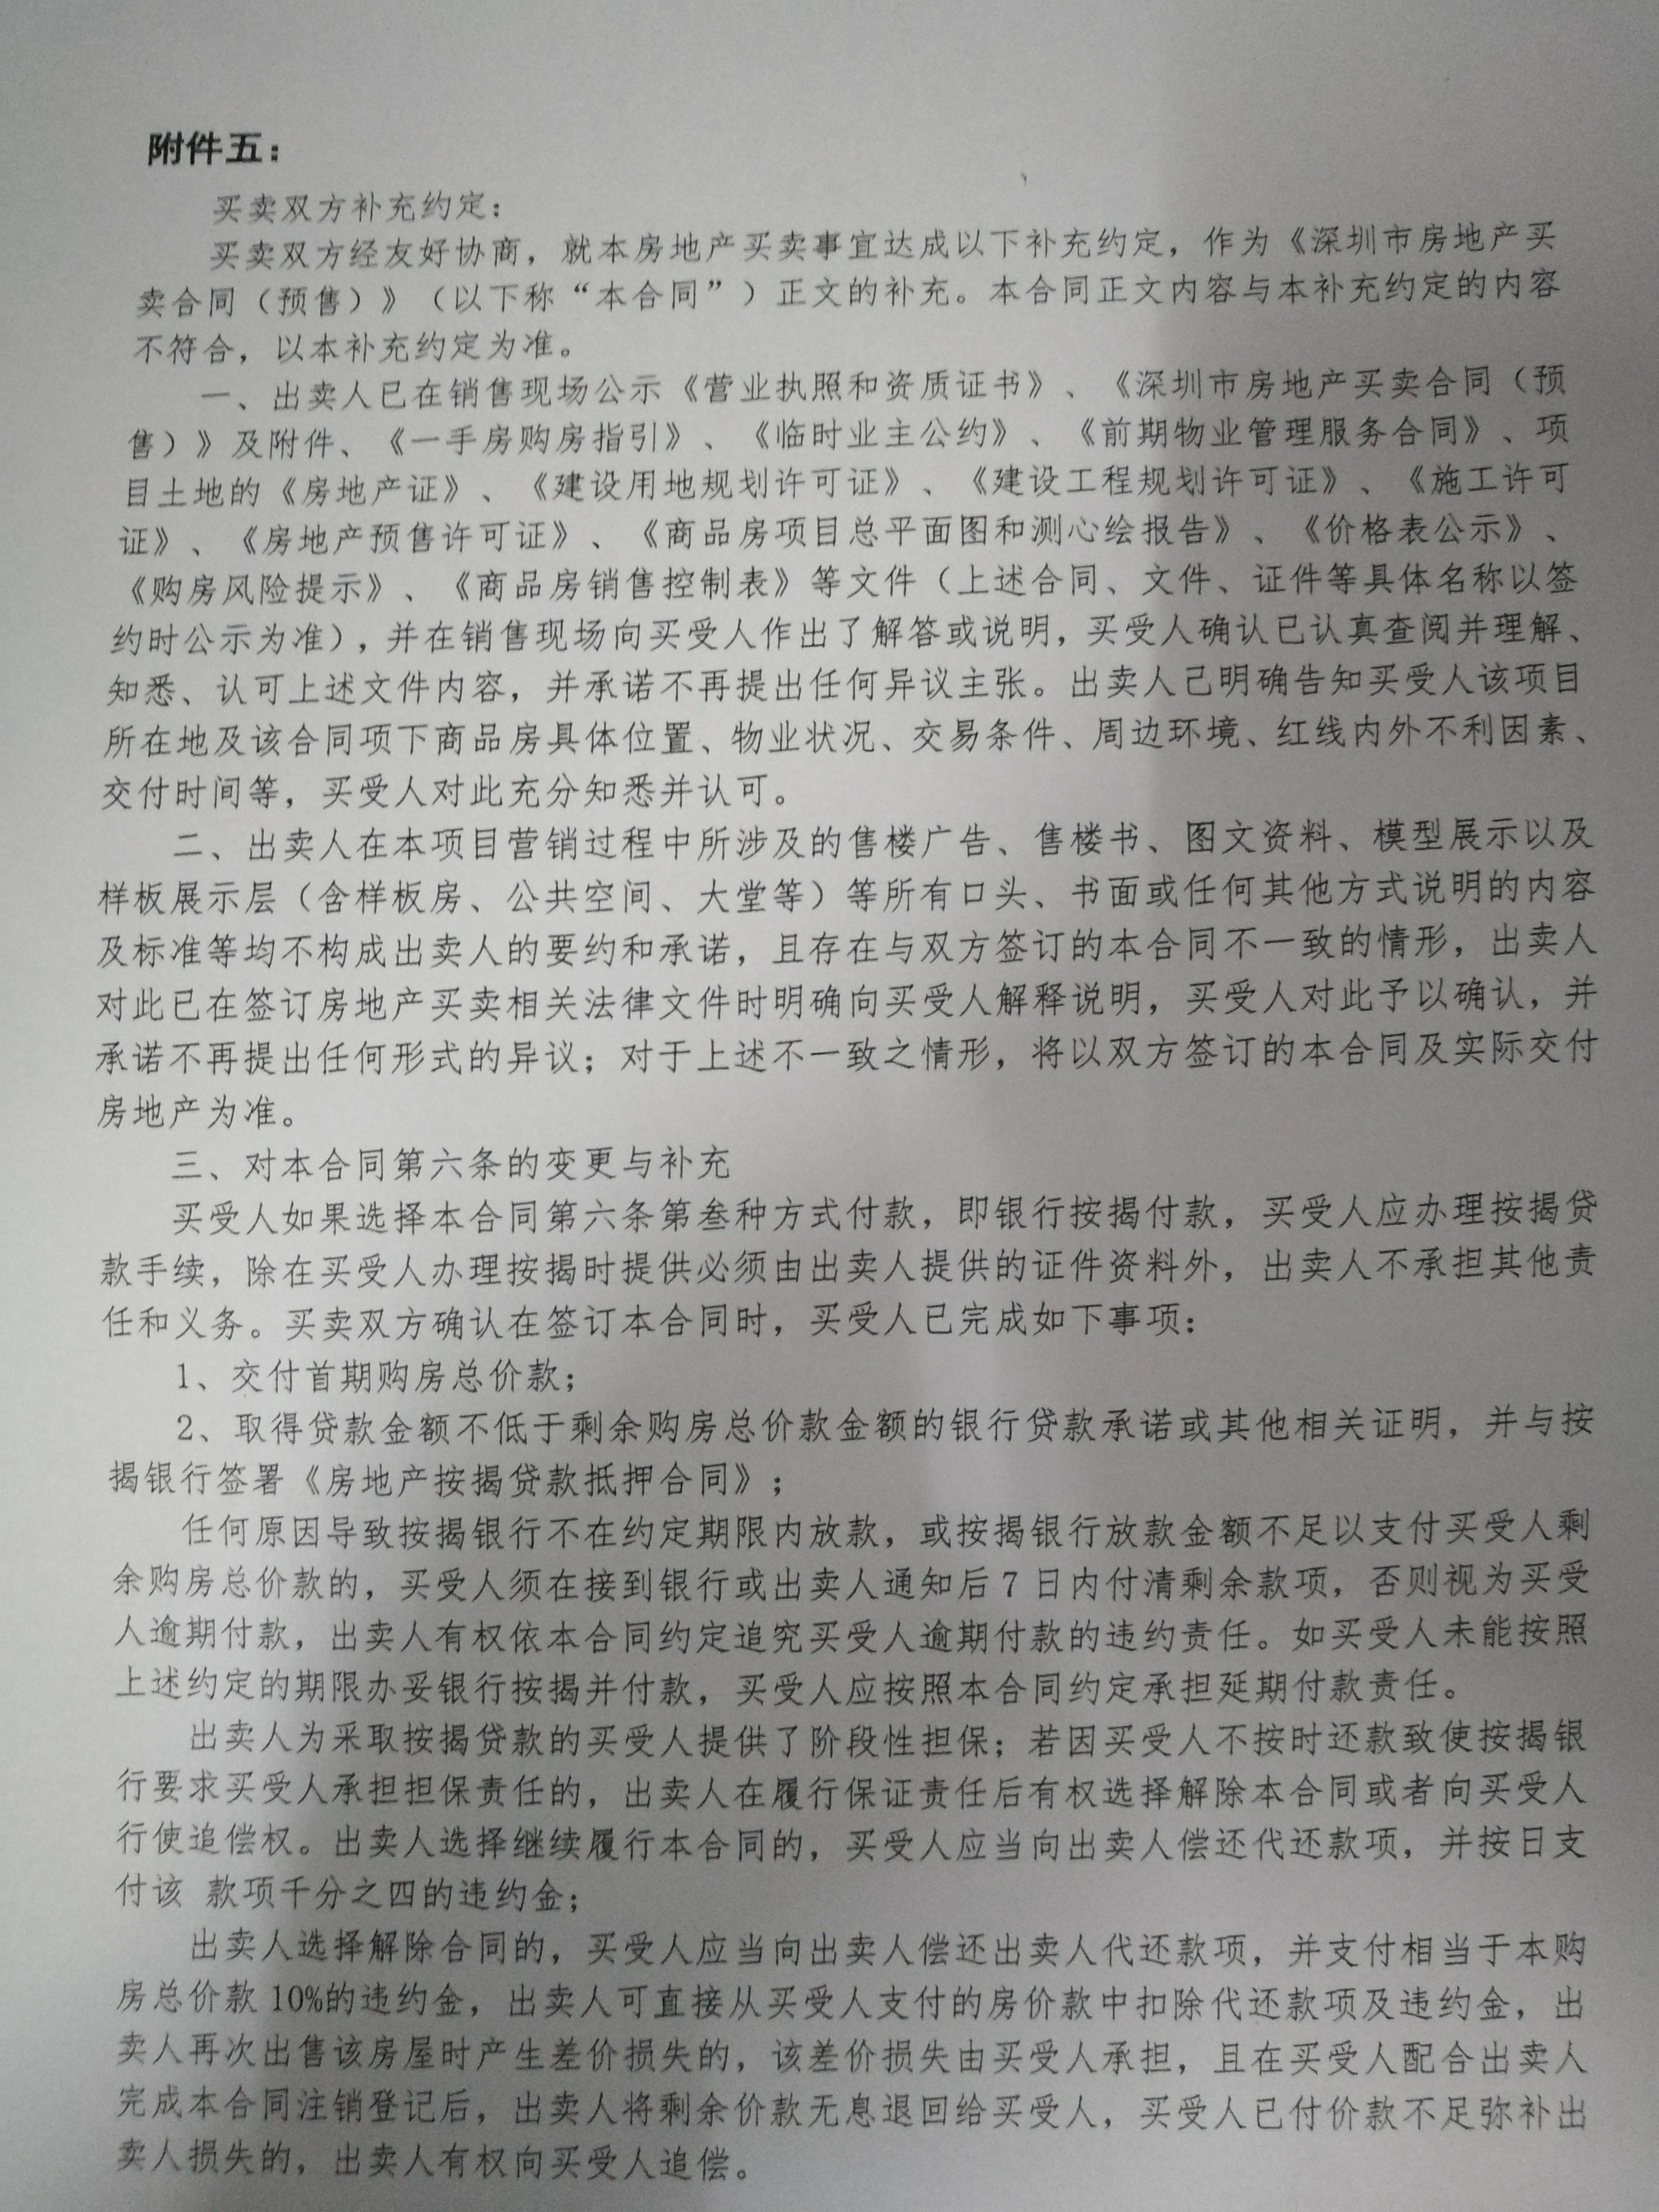 附件五：
买卖双方补充约定：
买卖双方经友好协商，就本房地产买卖事宜达成以下补充约定，作为《深圳市房地产买
卖合同（预售）》（以下称“本合同”）正文的补充。本合同正文内容与本补充约定的内容
不符合，以本补充约定为准。
一、出卖人已在销售现场公示《营业执照和资质证书》、《深圳市房地产买卖合同（预
售）》及附件、《一手房购房指引》、《临时业主公约》、《前期物业管理服务合同》、项
目土地的《房地产证》、《建设用地规划许可证》、《建设工程规划许可证》、《施工许可
证》、《房地产预售许可证》、《商品房项目总平面图和测心绘报告》、《价格表公示》、
《购房风险提示》、《商品房销售控制表》等文件（上述合同、文件、证件等具体名称以签
约时公示为准），并在销售现场向买受人作出了解答或说明，买受人确认已认真查阅并理解、
知悉、认可上述文件内容，并承诺不再提出任何异议主张。出卖人己明确告知买受人该项目
所在地及该合同项下商品房具体位置、物业状况、交易条件、周边环境、红线内外不利因素、
交付时间等，买受人对此充分知悉并认可。
二、出卖人在本项目营销过程中所涉及的售楼广告、售楼书、图文资料、模型展示以及
样板展示层（含样板房、公共空间、大堂等）等所有口头、书面或任何其他方式说明的内容
及标准等均不构成出卖人的要约和承诺，且存在与双方签订的本合同不一致的情形，出卖人
对此已在签订房地产买卖相关法律文件时明确向买受人解释说明，买受人对此予以确认，并
承诺不再提出任何形式的异议；对于上述不一致之情形，将以双方签订的本合同及实际交付
房地产为准。
三、对本合同第六条的变更与补充
买受人如果选择本合同第六条第叁种方式付款，即银行按揭付款，买受人应办理按揭贷
款手续，除在买受人办理按揭时提供必须由出卖人提供的证件资料外，出卖人不承担其他责
任和义务。买卖双方确认在签订本合同时，买受人已完成如下事项：
1、交付首期购房总价款；
2、取得贷款金额不低于剩余购房总价款金额的银行贷款承诺或其他相关证明，并与按
揭银行签署《房地产按揭贷款抵押合同》；
任何原因导致按揭银行不在约定期限内放款，或按揭银行放款金额不足以支付买受人剩
余购房总价款的，买受人须在接到银行或出卖人通知后 7 日内付清剩余款项，否则视为买受
人逾期付款，出卖人有权依本合同约定追究买受人逾期付款的违约责任。如买受人未能按照
上述约定的期限办妥银行按揭并付款，买受人应按照本合同约定承担延期付款责任。
出卖人为采取按揭贷款的买受人提供了阶段性担保；若因买受人不按时还款致使按揭银
行要求买受人承担担保责任的，出卖人在履行保证责任后有权选择解除本合同或者向买受人
行使追偿权。出卖人选择继续履行本合同的，买受人应当向出卖人偿还代还款项，并按日支
付该 款项千分之四的违约金；
出卖人选择解除合同的，买受人应当向出卖人偿还出卖人代还款项，并支付相当于本购
房总价款 10%的违约金，出卖人可直接从买受人支付的房价款中扣除代还款项及违约金，出
卖人再次出售该房屋时产生差价损失的，该差价损失由买受人承担，且在买受人配合出卖人
完成本合同注销登记后，出卖人将剩余价款无息退回给买受人，买受人已付价款不足弥补出
卖人损失的，出卖人有权向买受人追偿。